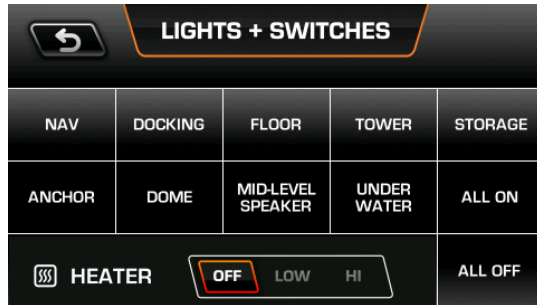 LIGHTS + SWITCHES
NAV
DOCKING
FLOOR
TOWER
STORAGE
ANCHOR
DOME
MID-LEVEL
SPEAKER
UNDER
WATER
ALL ON
HEATER
OFF
LOW
HI
ALL OFF